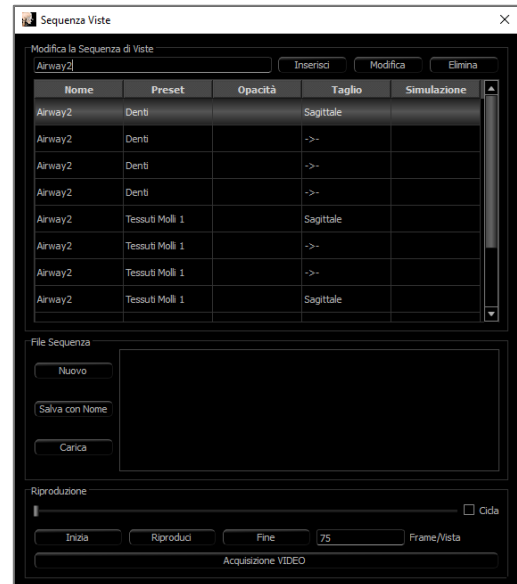 Sequenza Viste
Modifica la Sequenza di Viste
Airway2 Inserisci Modifica Elimina
Nome Preset Opacità Taglio Simulazione
Airway2 Denti Sagittale
Airway2 Denti ->-
Airway2 Denti ->-
Airway2 Denti ->-
Airway2 Tessuti Molli 1 Sagittale
Airway2 Tessuti Molli 1 ->-
Airway2 Tessuti Molli 1 ->-
Airway2 Tessuti Molli 1 Sagittale
File Sequenza
Nuovo
Salva con Nome
Carica
Riproduzione
Cicla
Inizia Riproduci Fine 75 Frame/Vista
Acquisizione VIDEO